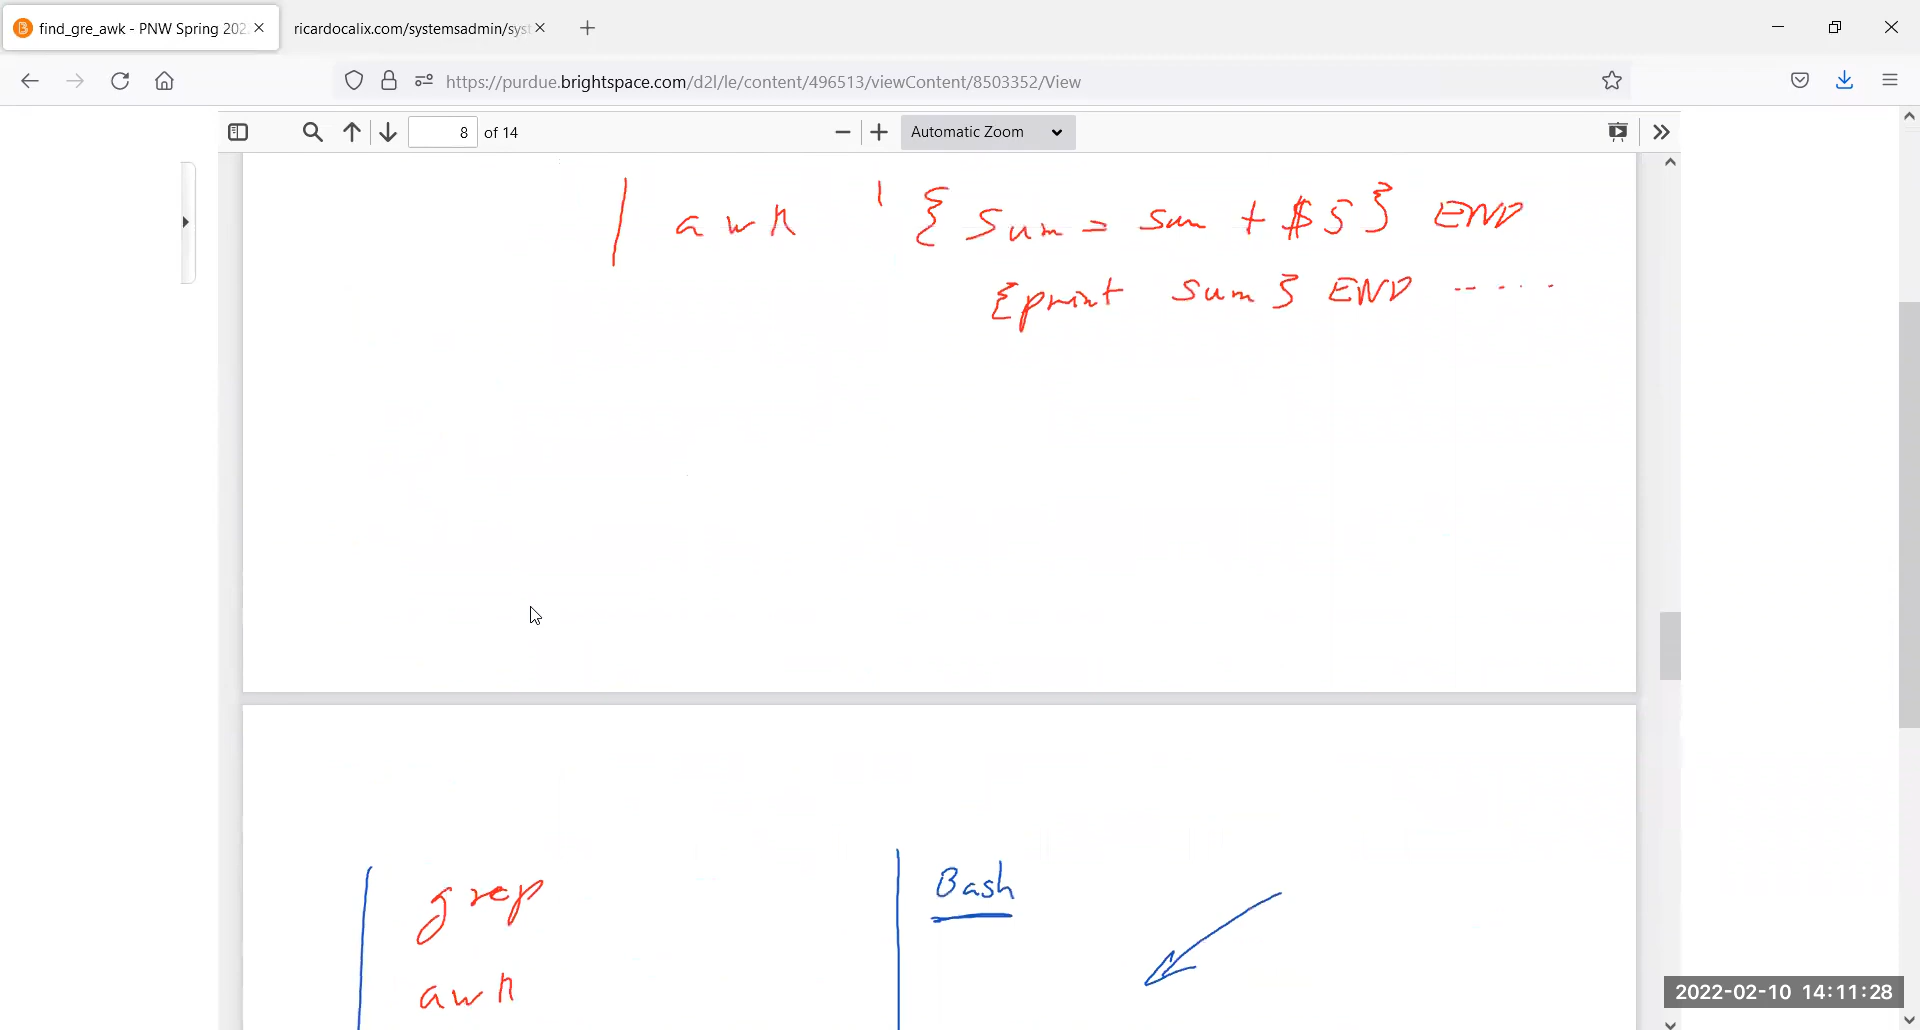 find_gre_awk - PNW Spring 202
ricardocalix.com/systemsadmin/sys
https://purdue.brightspace.com/d2l/le/content/496513/viewContent/8503352/View
8 of 14
Automatic Zoom
| awk ' { Sum = sum + $5 } END
{print sum } END ......
grep
Bash
awk
2022-02-10 14:11:28